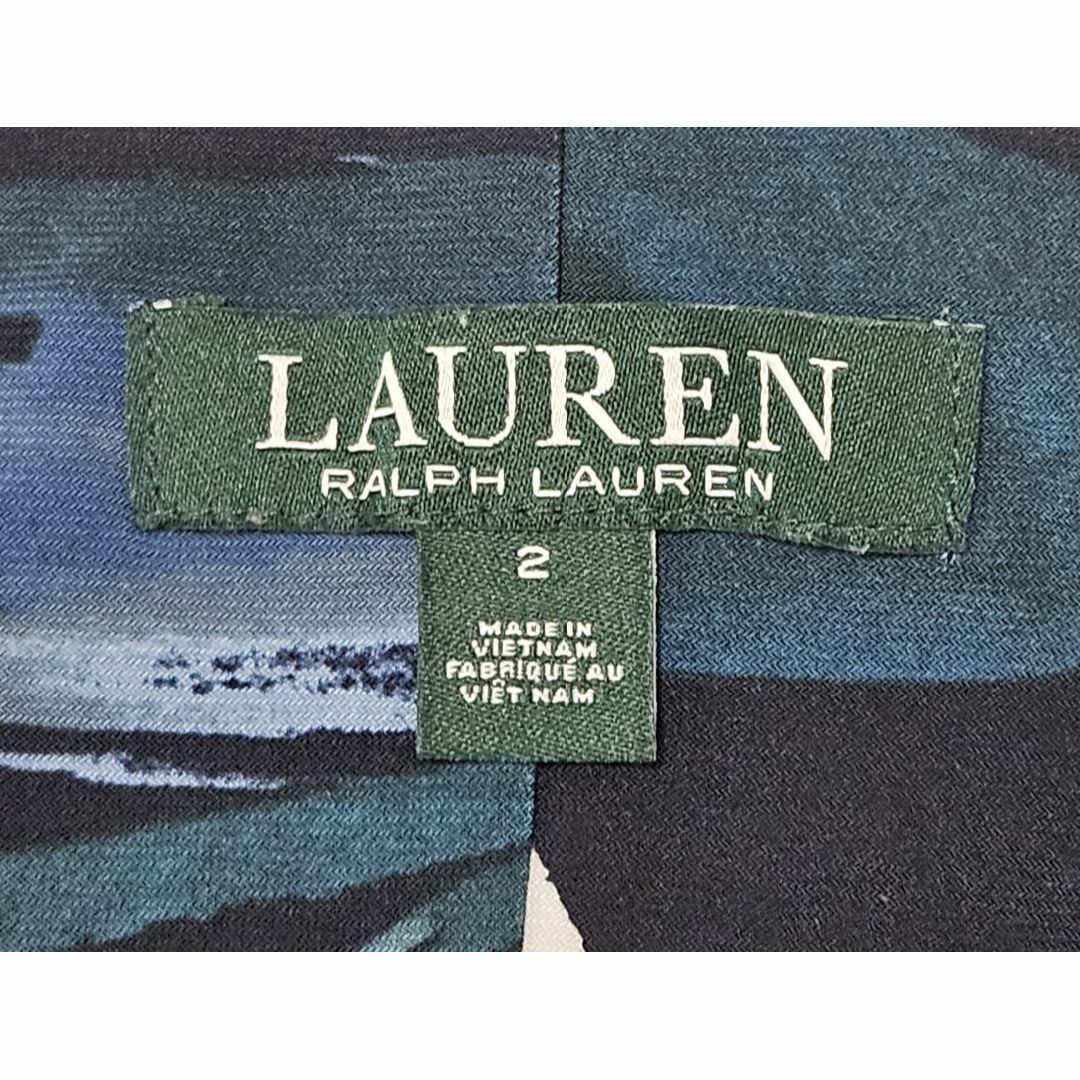 LAUREN
RALPH LAUREN
2
MADE IN
VIETNAM
FABRIQUÉ AU
VIÊT NAM